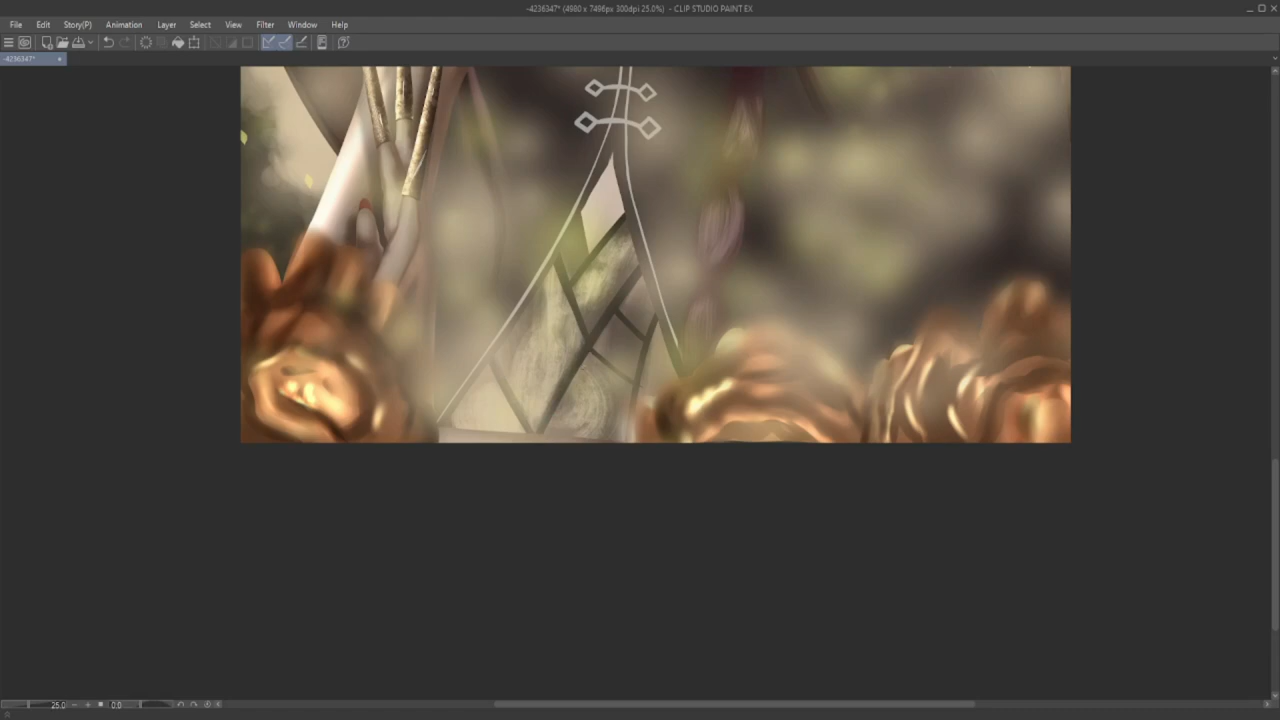 -4236347* (4980 x 7496px 300dpi 25.0%)  - CLIP STUDIO PAINT EX
File Edit Story(P) Animation Layer Select View Filter Window Help
-4236347*
25.0 0.0